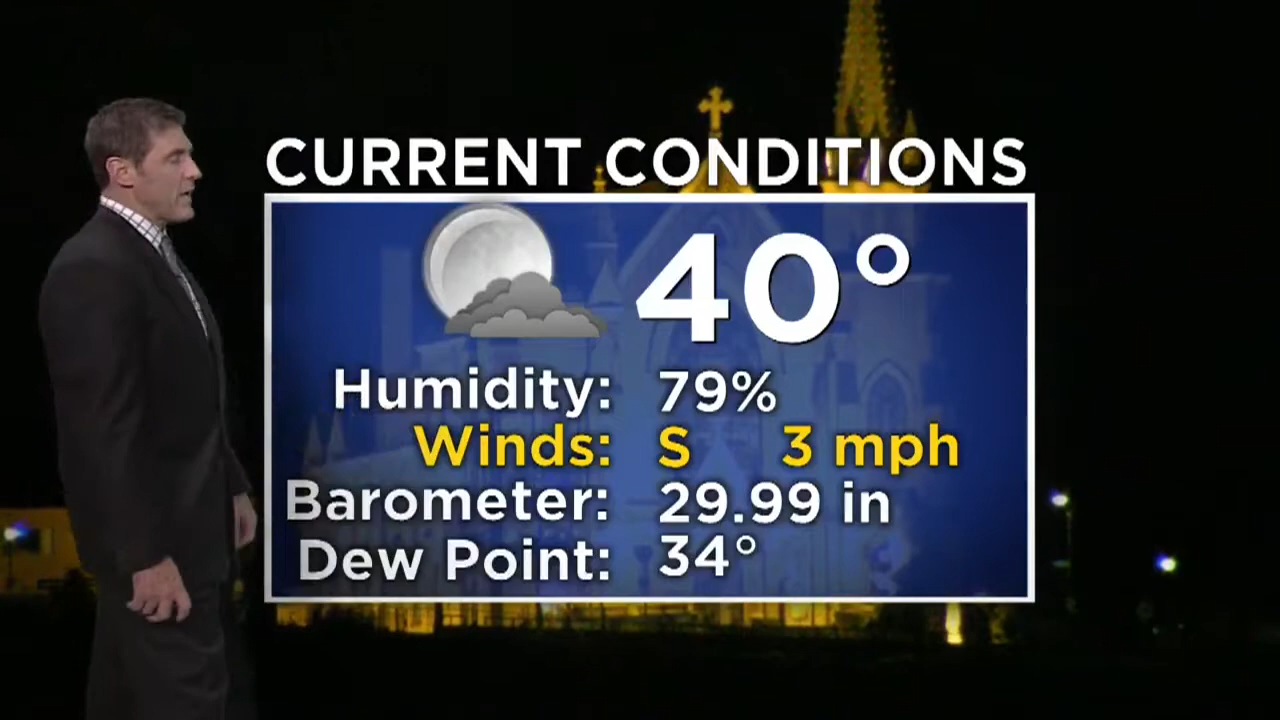 CURRENT CONDITIONS
40°
Humidity: 79%
Winds: S 3 mph
Barometer: 29.99 in
Dew Point: 34°